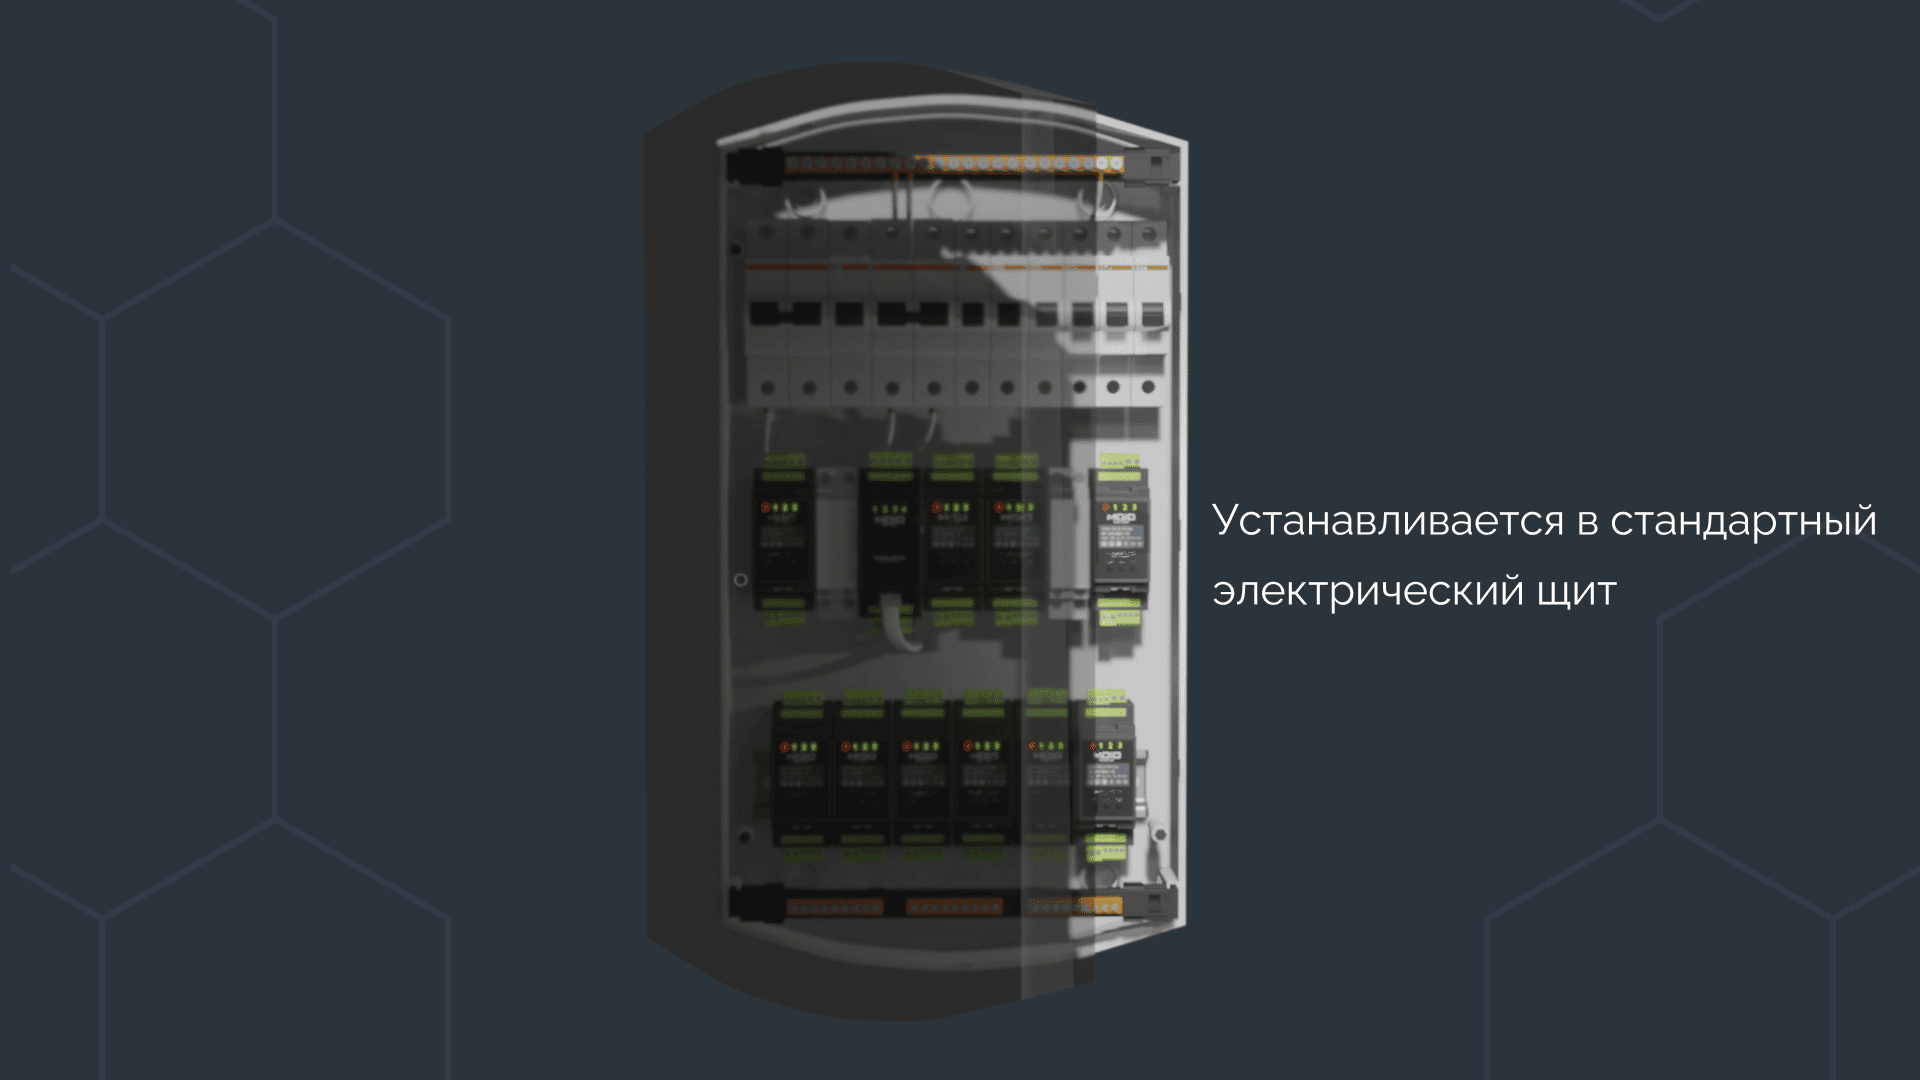 Устанавливается в стандартный
электрический щит